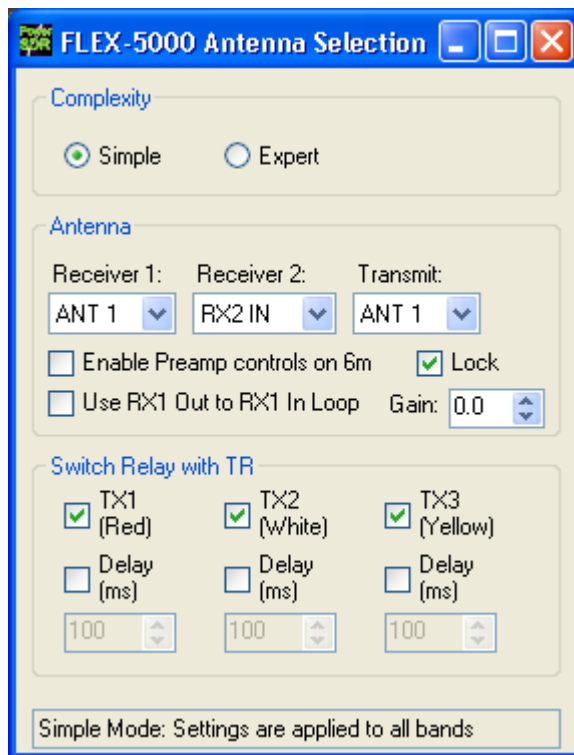 Power SDR FLEX-5000 Antenna Selection
Complexity
Simple Expert
Antenna
Receiver 1: Receiver 2: Transmit:
ANT 1 RX2 IN ANT 1
Enable Preamp controls on 6m Lock
Use RX1 Out to RX1 In Loop Gain: 0.0
Switch Relay with TR
TX1 TX2 TX3
(Red) (White) (Yellow)
Delay Delay Delay
(ms) (ms) (ms)
100 100 100
Simple Mode: Settings are applied to all bands